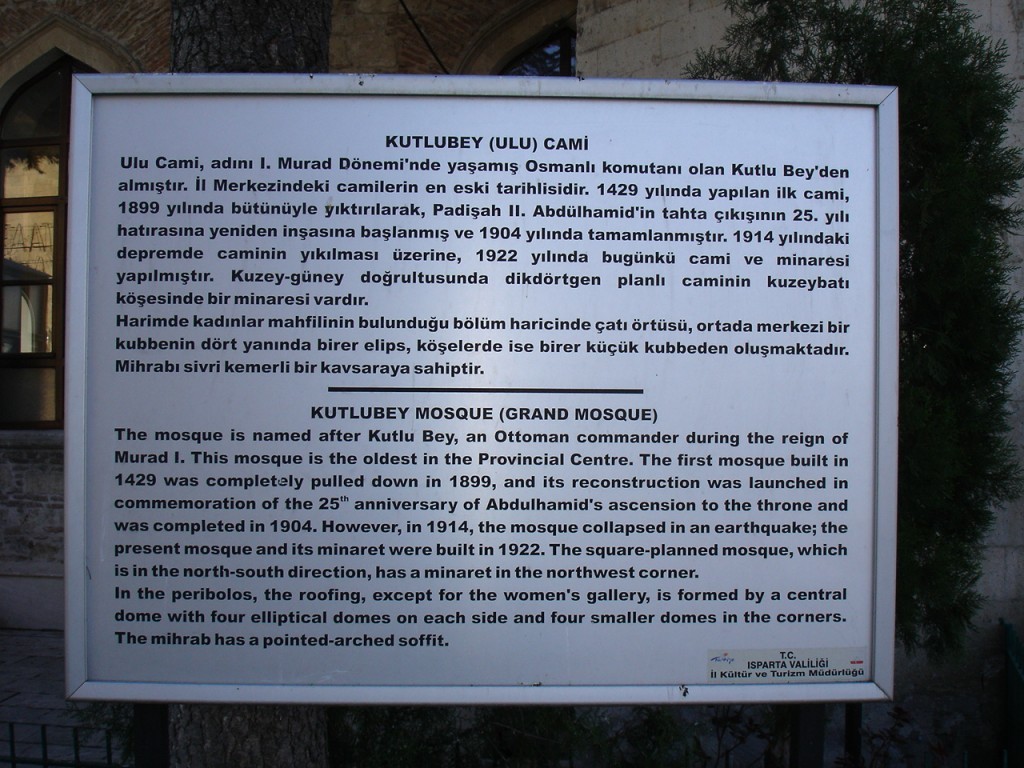 KUTLUBEY (ULU) CAMİ
Ulu Cami, adını I. Murad Dönemi'nde yaşamış Osmanlı komutanı olan Kutlu Bey'den
almıştır. İl Merkezindeki camilerin en eski tarihlisidir. 1429 yılında yapılan ilk cami,
1899 yılında bütünüyle yıktırılarak, Padişah II. Abdülhamid'in tahta çıkışının 25. yılı
hatırasına yeniden inşasına başlanmış ve 1904 yılında tamamlanmıştır. 1914 yılındaki
depremde caminin yıkılması üzerine, 1922 yılında bugünkü cami ve minaresi
yapılmıştır. Kuzey-güney doğrultusunda dikdörtgen planlı caminin kuzeybatı
köşesinde bir minaresi vardır.
Harimde kadınlar mahfilinin bulunduğu bölüm haricinde çatı örtüsü, ortada merkezi bir
kubbenin dört yanında birer elips, köşelerde ise birer küçük kubbeden oluşmaktadır.
Mihrabı sivri kemerli bir kavsaraya sahiptir.
KUTLUBEY MOSQUE (GRAND MOSQUE)
The mosque is named after Kutlu Bey, an Ottoman commander during the reign of
Murad I. This mosque is the oldest in the Provincial Centre. The first mosque built in
1429 was completely pulled down in 1899, and its reconstruction was launched in
commemoration of the 25th anniversary of Abdulhamid's ascension to the throne and
was completed in 1904. However, in 1914, the mosque collapsed in an earthquake; the
present mosque and its minaret were built in 1922. The square-planned mosque, which
is in the north-south direction, has a minaret in the northwest corner.
In the peribolos, the roofing, except for the women's gallery, is formed by a central
dome with four elliptical domes on each side and four smaller domes in the corners.
The mihrab has a pointed-arched soffit.
T.C.
Türkiye ISPARTA VALİLİĞİ
İl Kültür ve Turizm Müdürlüğü